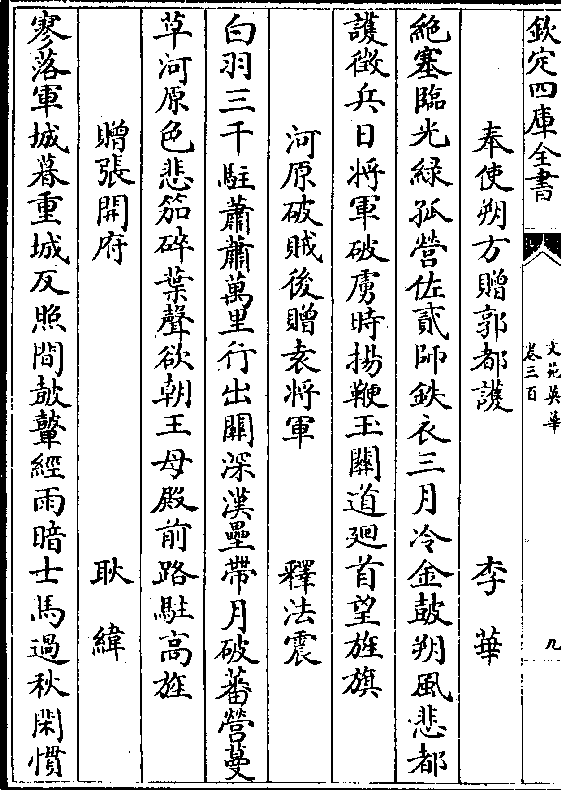 欽定四庫全書
文苑英華
卷三百
九
奉使朔方贈郭都護 李華
絶塞臨光綠孤營佐貳師鉄衣三月冷金鼓朔風悲都
護徵兵日將軍破虜時揚鞭玉關道廻首望旌旗
河原破賊後贈袁將軍 釋法震
白羽三千駐蕭蕭萬里行出關深漢壘帶月破蕃營蔓
草河原色悲笳碎葉聲欲朝王母殿前路駐高旌
贈張開府 耿緯
寥落軍城暮重城反照間鼔鼙經雨暗士馬過秋閑慣